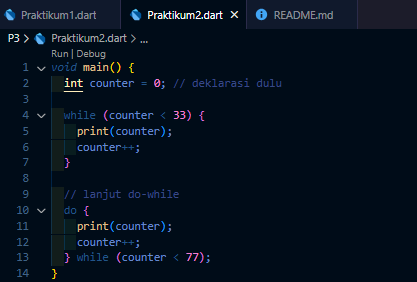 Praktikum1.dart Praktikum2.dart README.md
P3 > Praktikum2.dart > ...
Run | Debug
1 void main() {
2 int counter = 0; // deklarasi dulu
3
4 while (counter < 33) {
5 print(counter);
6 counter++;
7 }
8
9 // lanjut do-while
10 do {
11 print(counter);
12 counter++;
13 } while (counter < 77);
14 }